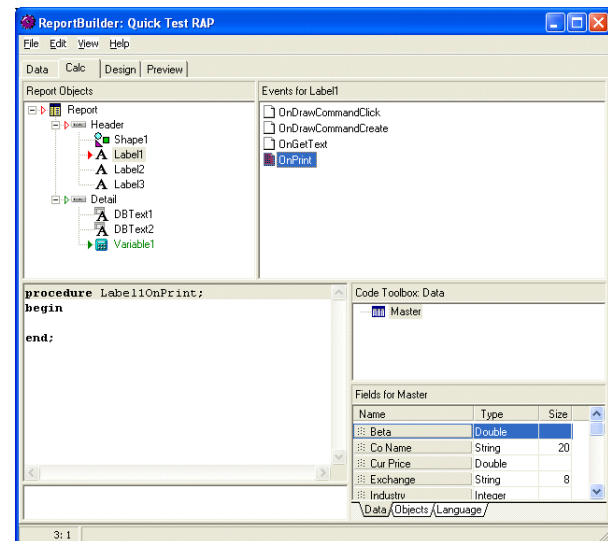 ReportBuilder: Quick Test RAP
File Edit View Help
Data Calc Design Preview
Report Objects
Report
Header
Shape1
Label1
Label2
Label3
Detail
DBText1
DBText2
Variable1
Events for Label1
OnDrawCommandClick
OnDrawCommandCreate
OnGetText
OnPrint
procedure Label1OnPrint;
begin
end;
Code Toolbox: Data
Master
Fields for Master
Name Type Size
Beta Double
Co Name String 20
Cur Price Double
Exchange String 8
Industry Integer
Data Objects Language
3: 1